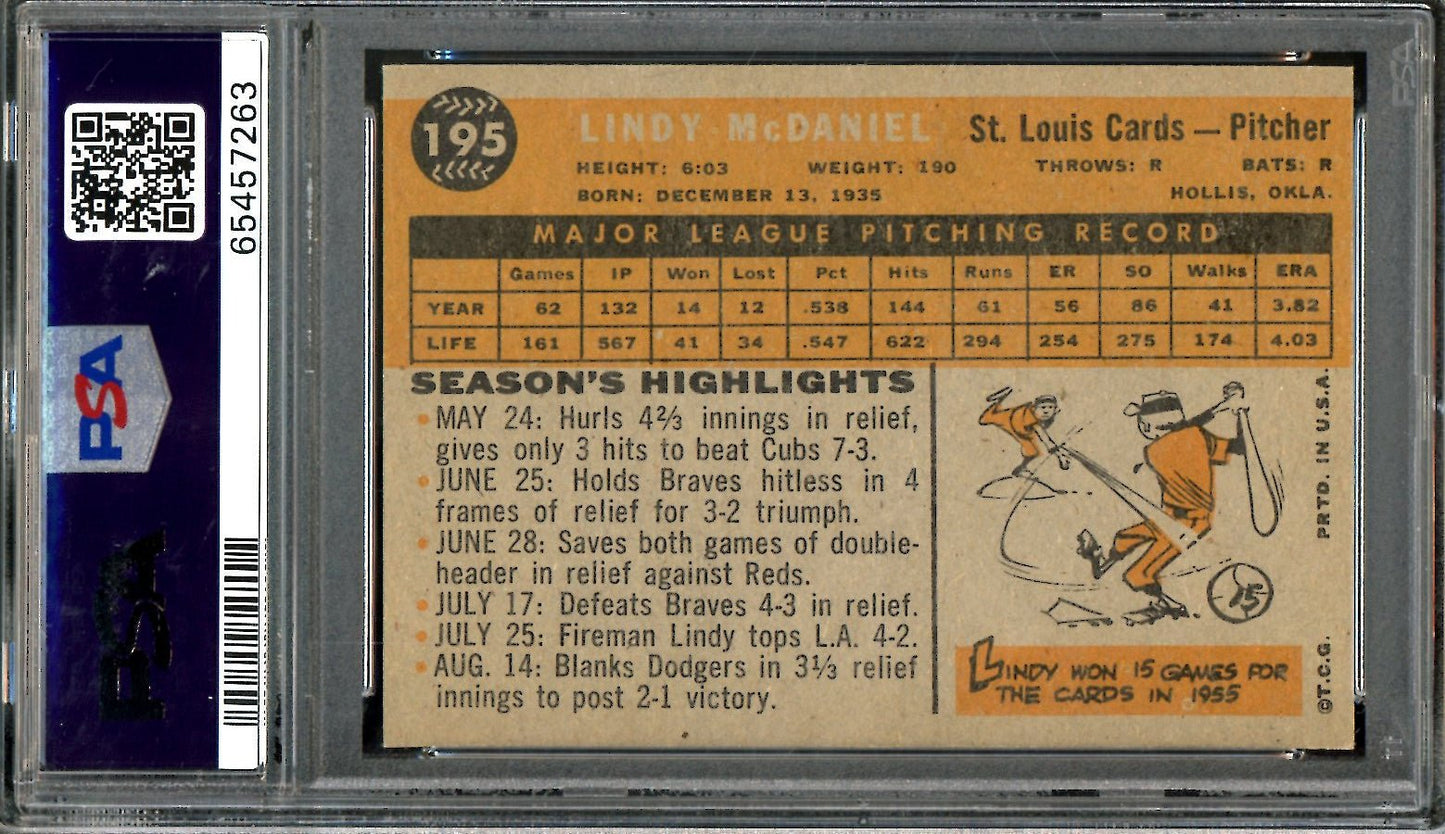 65457263
PSA
PSA
PSA
195
LINDY McDANIEL St. Louis Cards — Pitcher
HEIGHT: 6:03 WEIGHT: 190 THROWS: R BATS: R
BORN: DECEMBER 13, 1935 HOLLIS, OKLA.
MAJOR LEAGUE PITCHING RECORD
Games IP Won Lost Pct Hits Runs ER SO Walks ERA
YEAR 62 132 14 12 .538 144 61 56 86 41 3.82
LIFE 161 567 41 34 .547 622 294 254 275 174 4.03
SEASON'S HIGHLIGHTS
• MAY 24: Hurls 4⅔ innings in relief,
gives only 3 hits to beat Cubs 7-3.
• JUNE 25: Holds Braves hitless in 4
frames of relief for 3-2 triumph.
• JUNE 28: Saves both games of double-
header in relief against Reds.
• JULY 17: Defeats Braves 4-3 in relief.
• JULY 25: Fireman Lindy tops L.A. 4-2.
• AUG. 14: Blanks Dodgers in 3⅓ relief
innings to post 2-1 victory.
15
LINDY WON 15 GAMES FOR
THE CARDS IN 1955
PRTD. IN U.S.A.
©T.C.G.